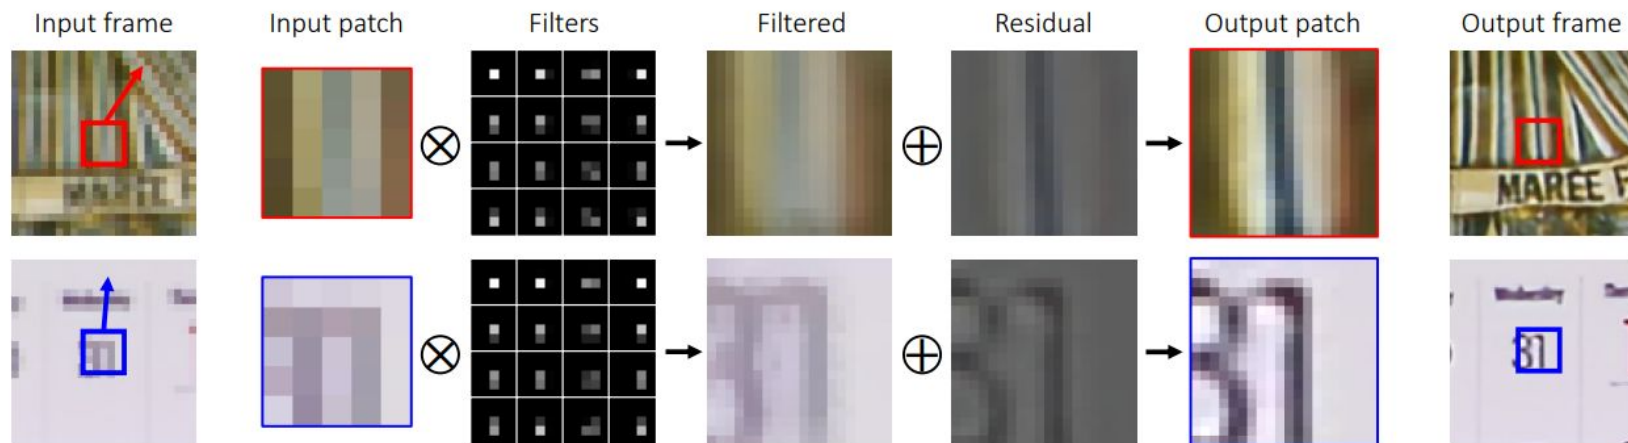 Input frame
Input patch
Filters
Filtered
Residual
Output patch
Output frame
MAREE F
31